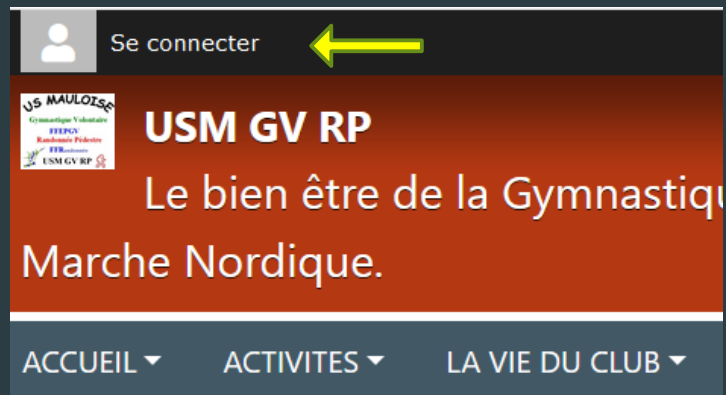 Se connecter
US MAULOISE
Gymnastique Volontaire
FFEPGV
Randonnée Pédestre
FFRandonnée
USM GV RP
USM GV RP
Le bien être de la Gymnastiqu
Marche Nordique.
ACCUEIL ACTIVITES LA VIE DU CLUB